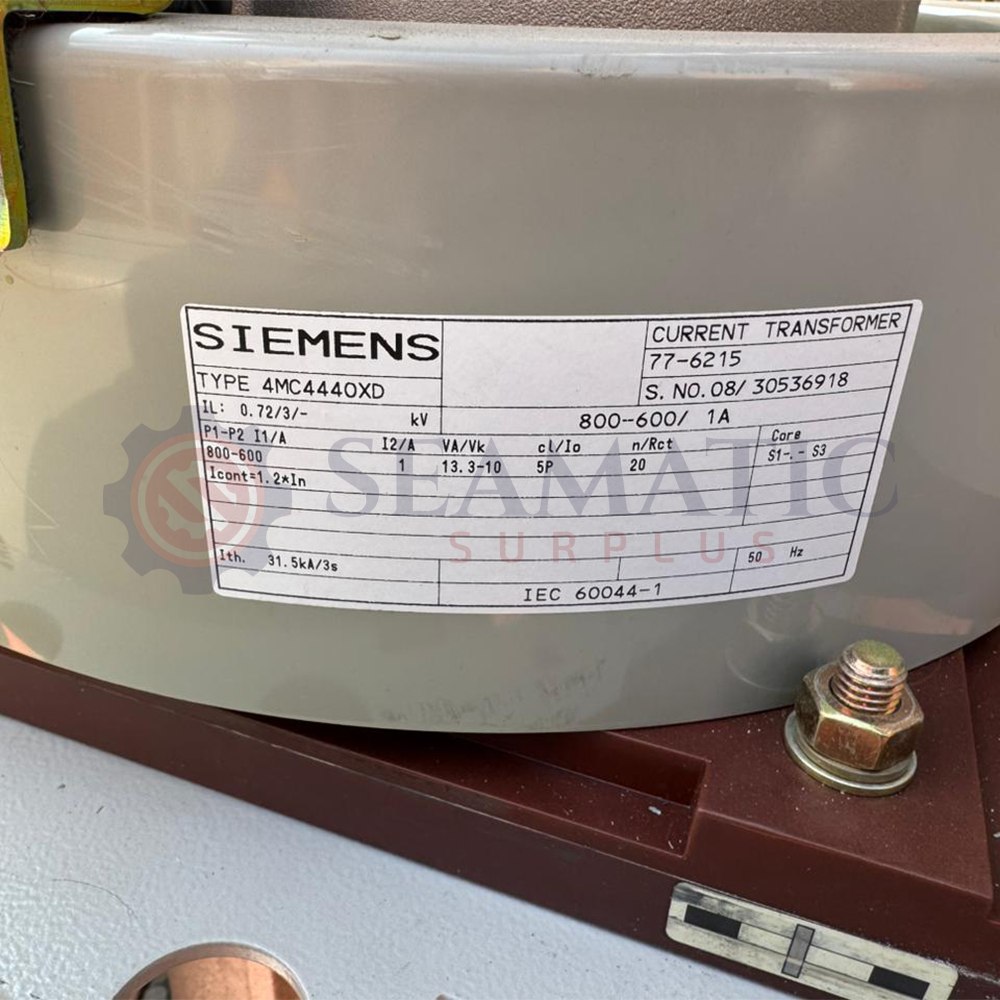 SIEMENS
CURRENT TRANSFORMER
77-6215
TYPE 4MC4440XD
S. NO. 08/ 30536918
IL: 0.72/3/- kV
800-600/ 1A
P1-P2 I1/A I2/A VA/Vk cl/Io n/Rct Core
800-600 1 13.3-10 5P 20 S1-.- S3
Icont=1.2*In
SEAMATIC
SURPLUS
Ith. 31.5kA/3s 50 Hz
IEC 60044-1